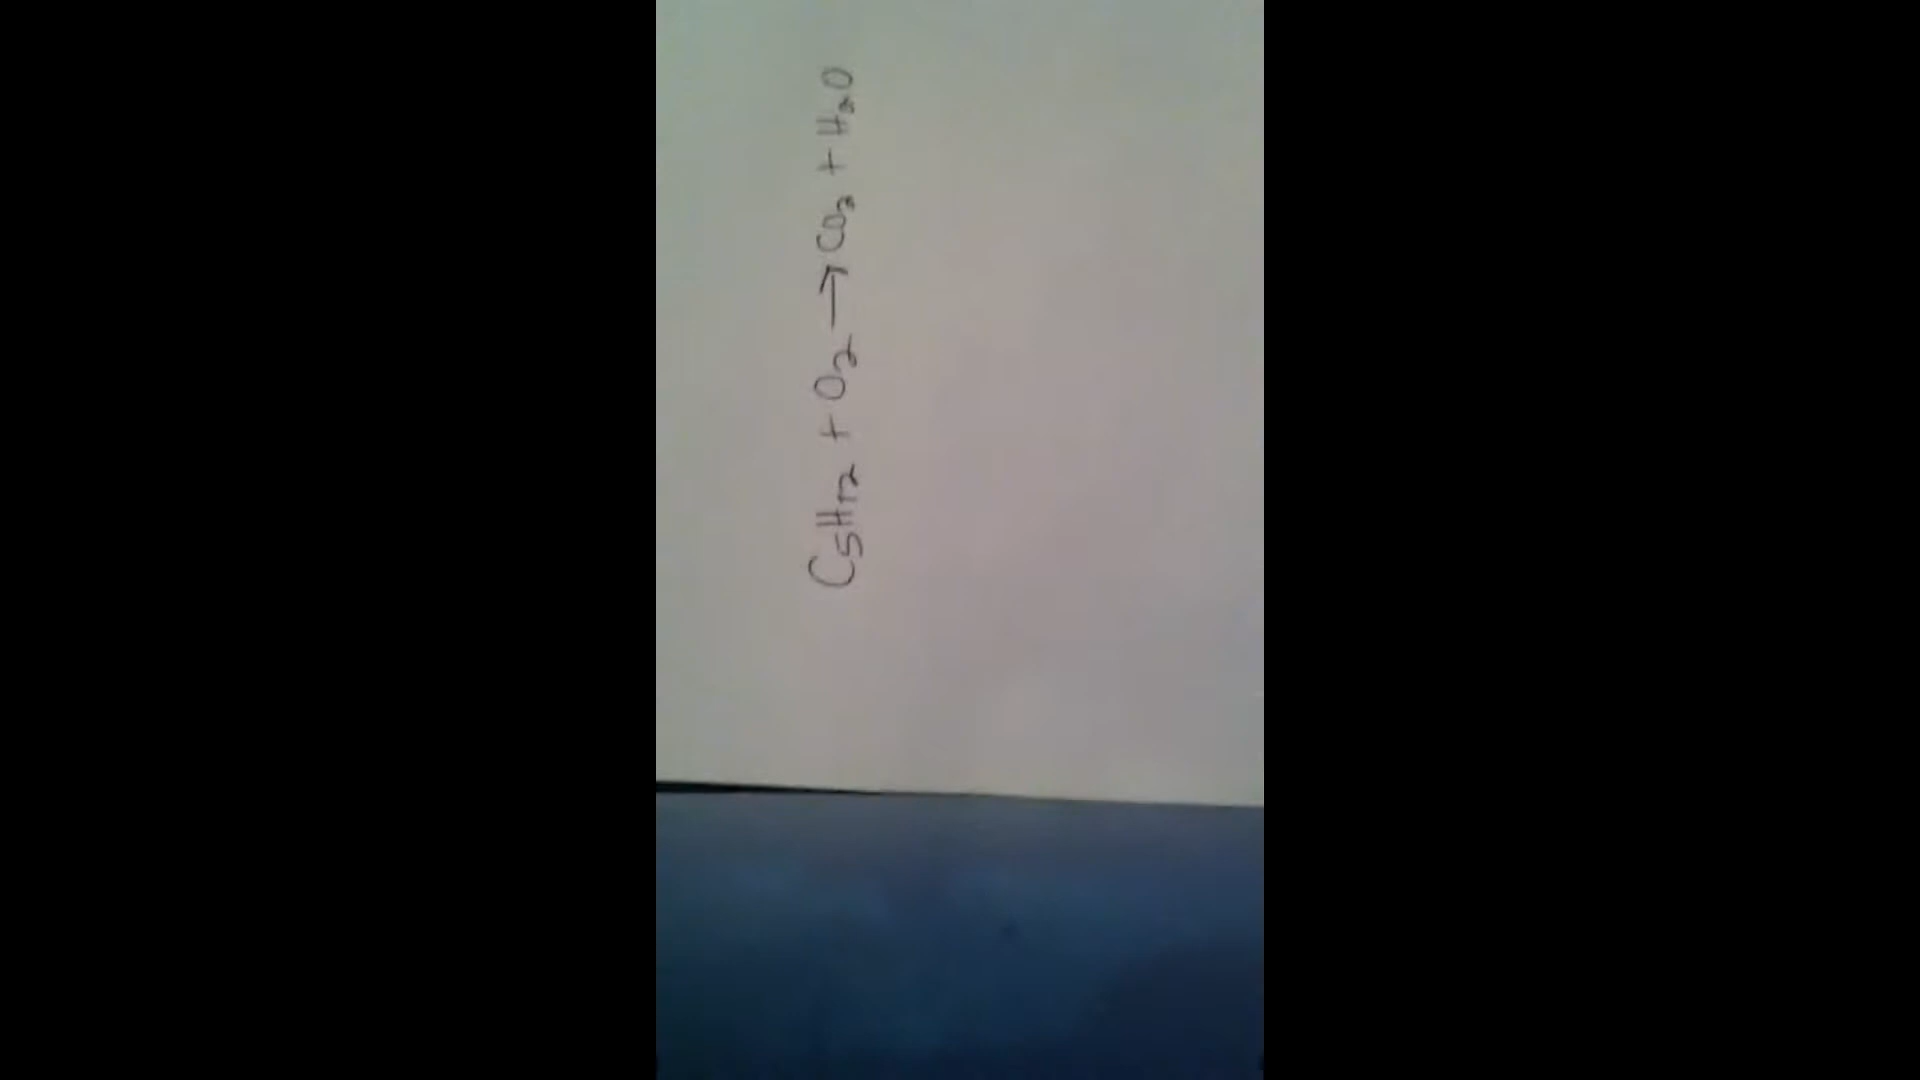 C₅H₁₂ + O₂ → CO₂ + H₂O